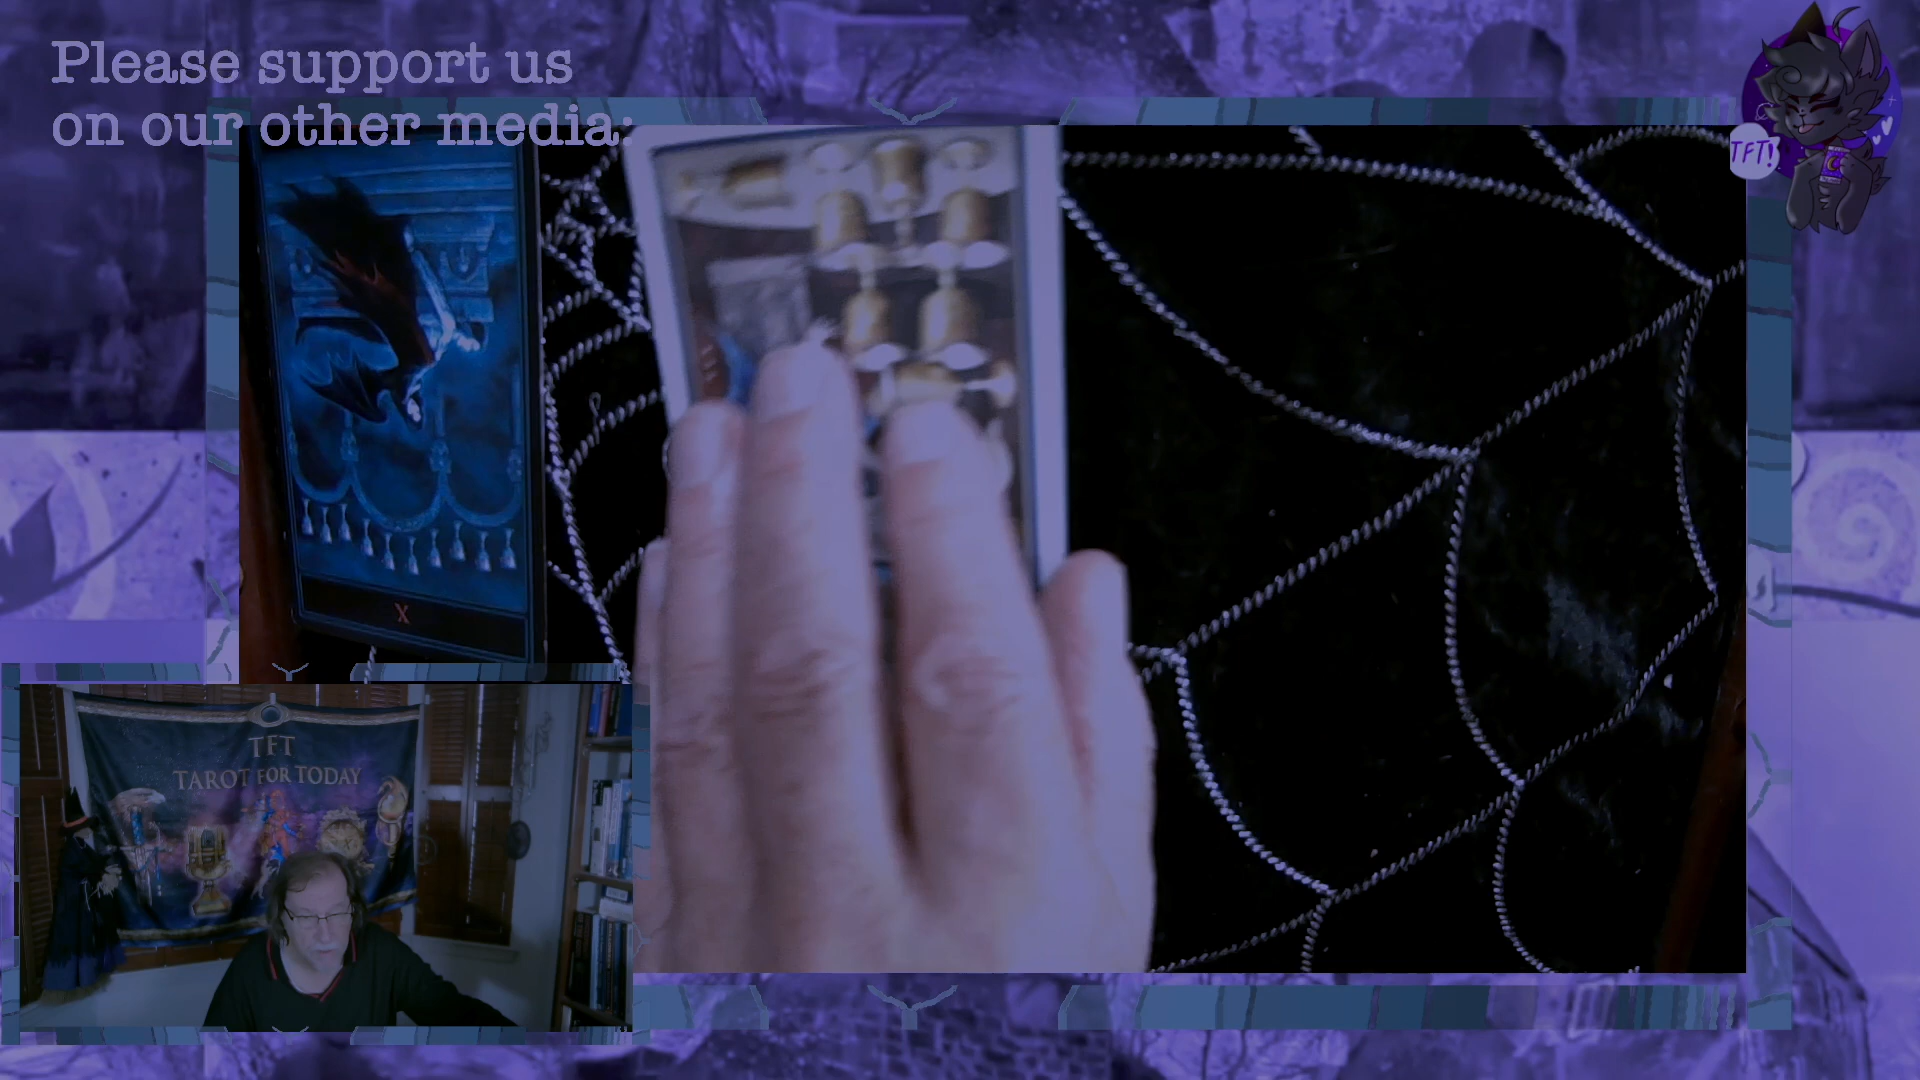 Please support us
on our other media:
TFT!
X
TFT
TAROT FOR TODAY